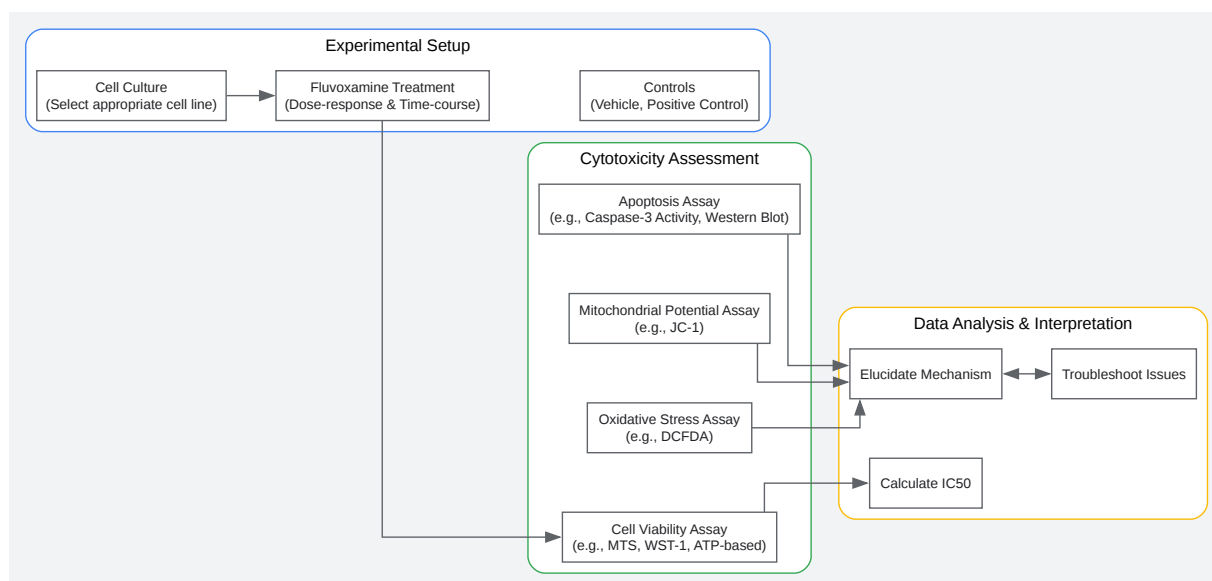 Experimental Setup
Cell Culture
(Select appropriate cell line)
Fluvoxamine Treatment
(Dose-response & Time-course)
Controls
(Vehicle, Positive Control)
Cytotoxicity Assessment
Apoptosis Assay
(e.g., Caspase-3 Activity, Western Blot)
Mitochondrial Potential Assay
(e.g., JC-1)
Oxidative Stress Assay
(e.g., DCFDA)
Cell Viability Assay
(e.g., MTS, WST-1, ATP-based)
Data Analysis & Interpretation
Elucidate Mechanism
Troubleshoot Issues
Calculate IC50